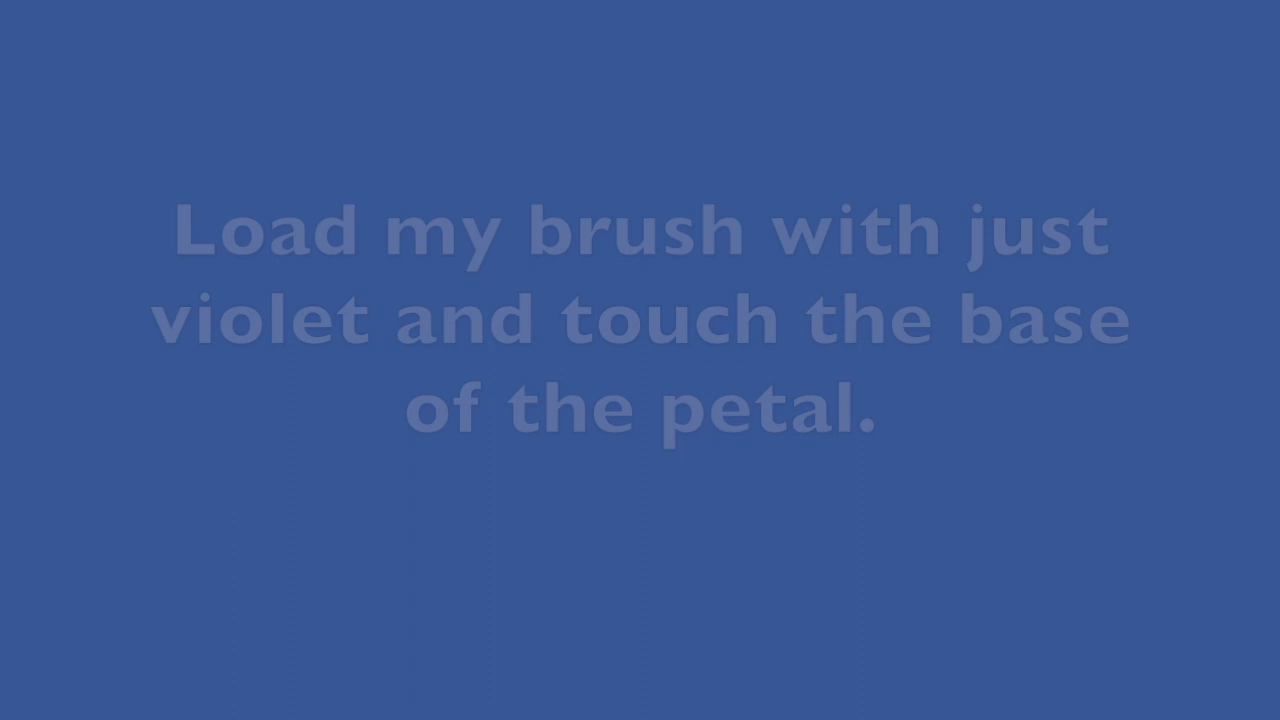 Load my brush with just
violet and touch the base
of the petal.